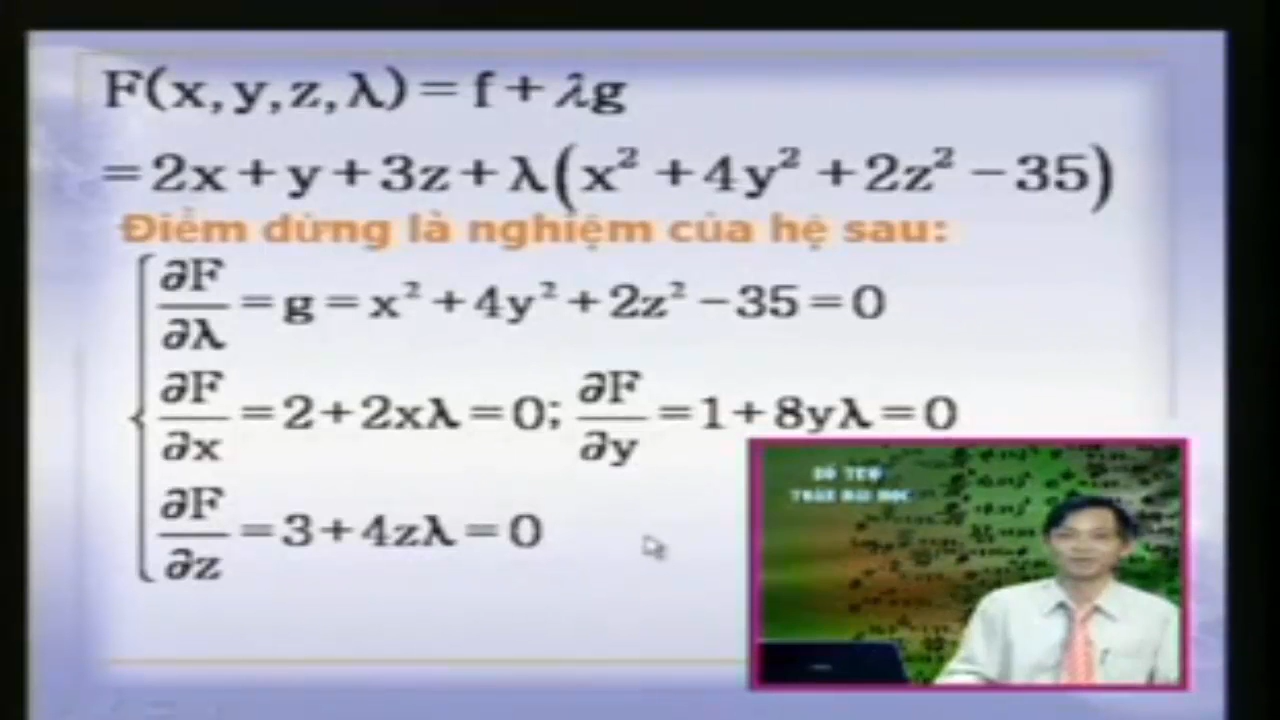 F(x,y,z,λ)=f+λg
=2x+y+3z+λ(x²+4y²+2z²−35)
Điểm dừng là nghiệm của hệ sau:
∂F/∂λ=g=x²+4y²+2z²−35=0
∂F/∂x=2+2xλ=0; ∂F/∂y=1+8yλ=0
∂F/∂z=3+4zλ=0